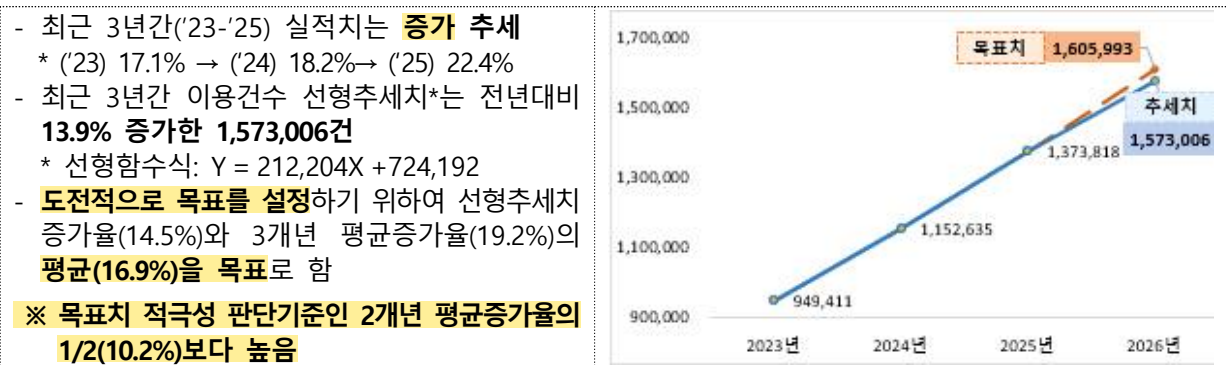 - 최근 3년간('23-'25) 실적치는 증가 추세
* ('23) 17.1% → ('24) 18.2%→ ('25) 22.4%
- 최근 3년간 이용건수 선형추세치*는 전년대비
13.9% 증가한 1,573,006건
* 선형함수식: Y = 212,204X +724,192
- 도전적으로 목표를 설정하기 위하여 선형추세치
증가율(14.5%)와 3개년 평균증가율(19.2%)의
평균(16.9%)을 목표로 함
※ 목표치 적극성 판단기준인 2개년 평균증가율의
1/2(10.2%)보다 높음
1,700,000
목표치 1,605,993
1,500,000
추세치
1,573,006
1,373,818
1,300,000
1,152,635
1,100,000
949,411
900,000
2023년 2024년 2025년 2026년